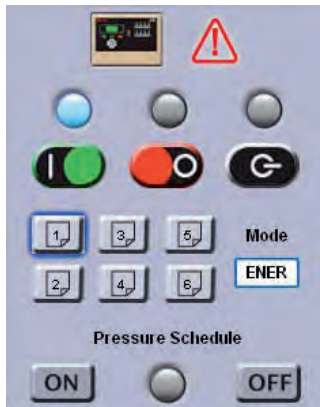 1 3 5 Mode
2 4 6 ENER
Pressure Schedule
ON OFF